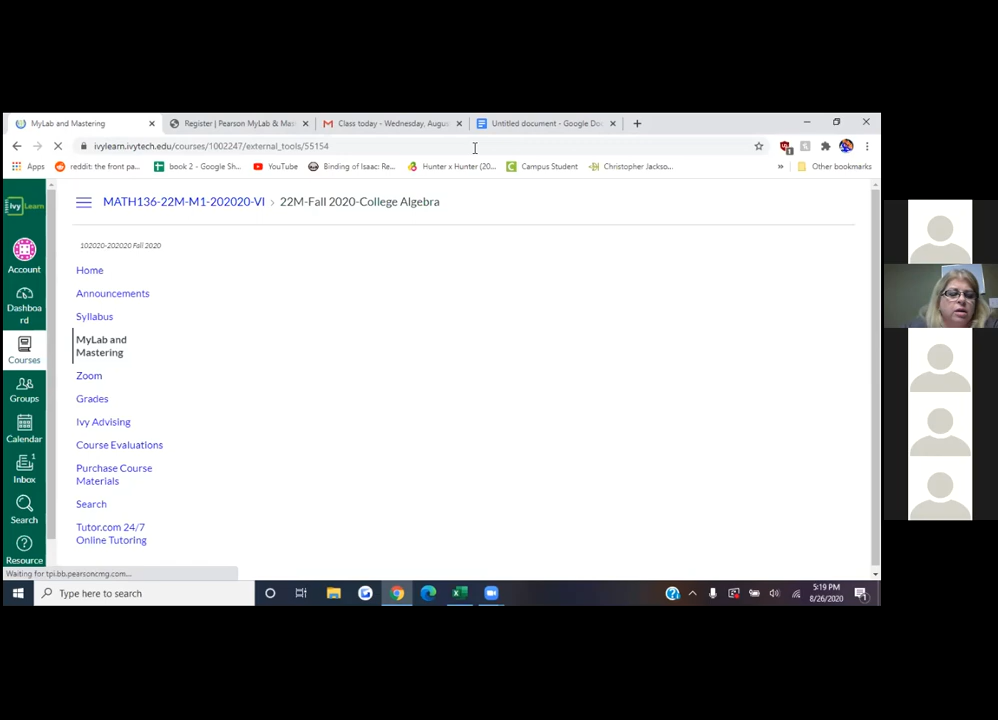 MyLab and Mastering
Register | Pearson MyLab & Mas
Class today - Wednesday, Augus
Untitled document - Google Do
ivylearn.ivytech.edu/courses/1002247/external_tools/55154
Apps
reddit: the front pa...
book 2 - Google Sh...
YouTube
Binding of Isaac: Re...
Hunter x Hunter (20...
Campus Student
Christopher Jackso...
»
Other bookmarks
IvyLearn
MATH136-22M-M1-202020-VI > 22M-Fall 2020-College Algebra
102020-202020 Fall 2020
Home
Announcements
Syllabus
MyLab and
Mastering
Zoom
Grades
Ivy Advising
Course Evaluations
Purchase Course
Materials
Search
Tutor.com 24/7
Online Tutoring
Account
Dashboa
rd
Courses
Groups
Calendar
1
Inbox
Search
Resource
Waiting for tpi.bb.pearsoncmg.com...
Type here to search
5:19 PM
8/26/2020